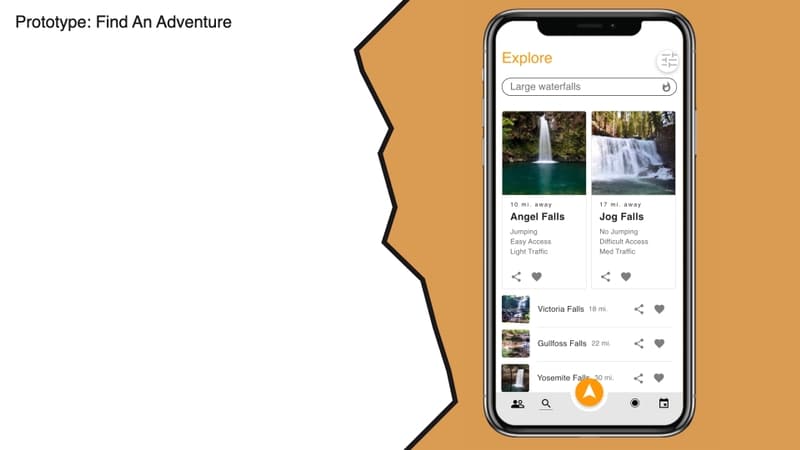 Prototype: Find An Adventure
Explore
Large waterfalls
10 mi. away
Angel Falls
Jumping
Easy Access
Light Traffic
17 mi. away
Jog Falls
No Jumping
Difficult Access
Med Traffic
Victoria Falls 18 mi.
Gullfoss Falls 22 mi.
Yosemite Falls 30 mi.